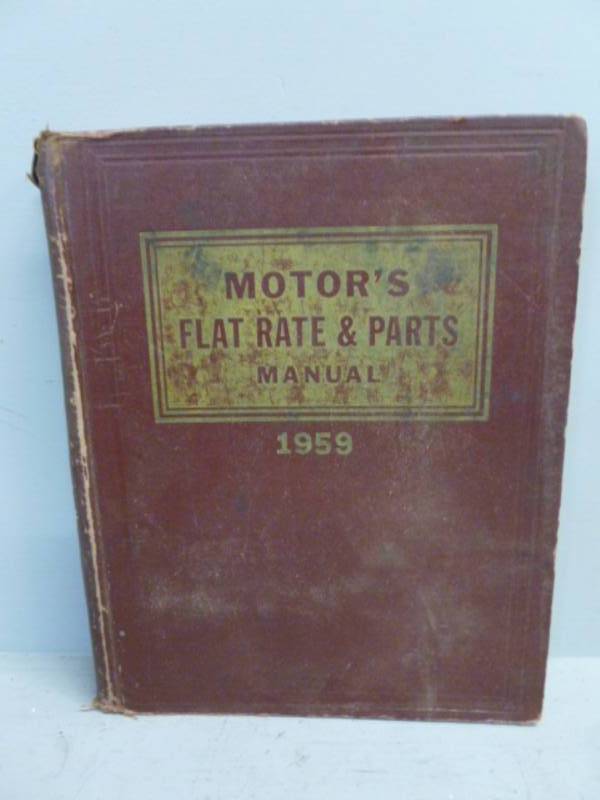 MOTOR'S
FLAT RATE & PARTS
MANUAL
1959